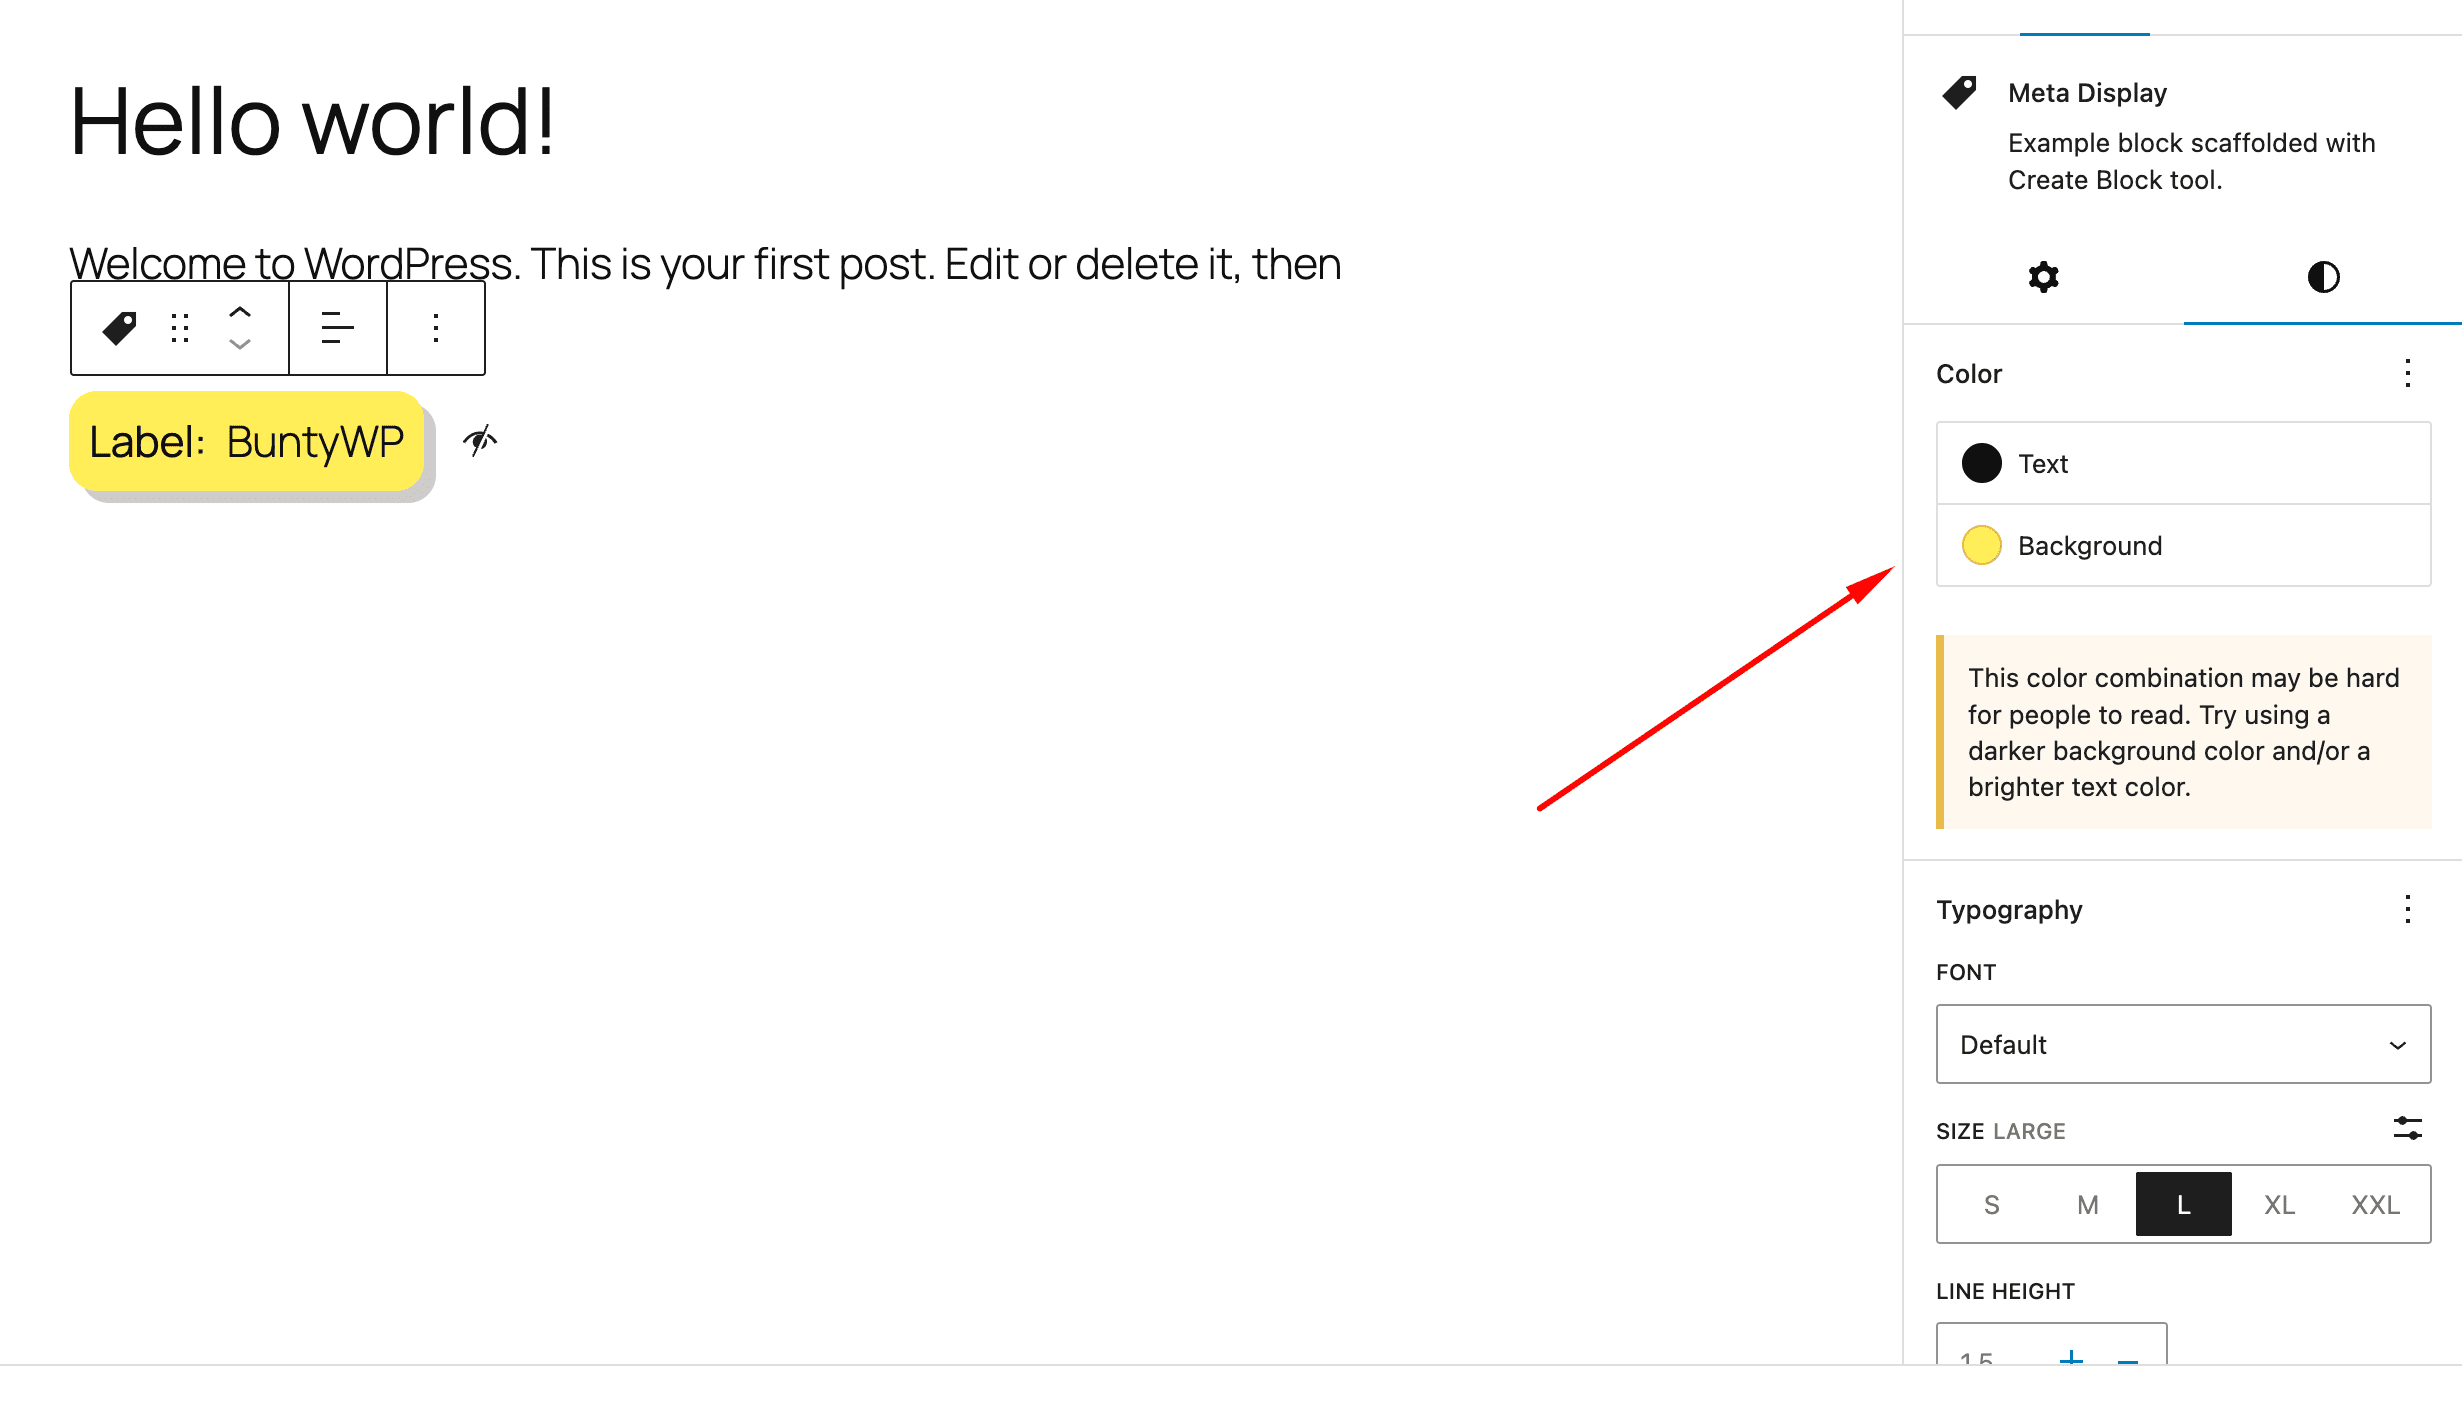 Hello world!
Welcome to WordPress. This is your first post. Edit or delete it, then
Label: BuntyWP
Meta Display
Example block scaffolded with
Create Block tool.
Color
Text
Background
This color combination may be hard
for people to read. Try using a
darker background color and/or a
brighter text color.
Typography
FONT
Default
SIZE LARGE
S M L XL XXL
LINE HEIGHT
1.5